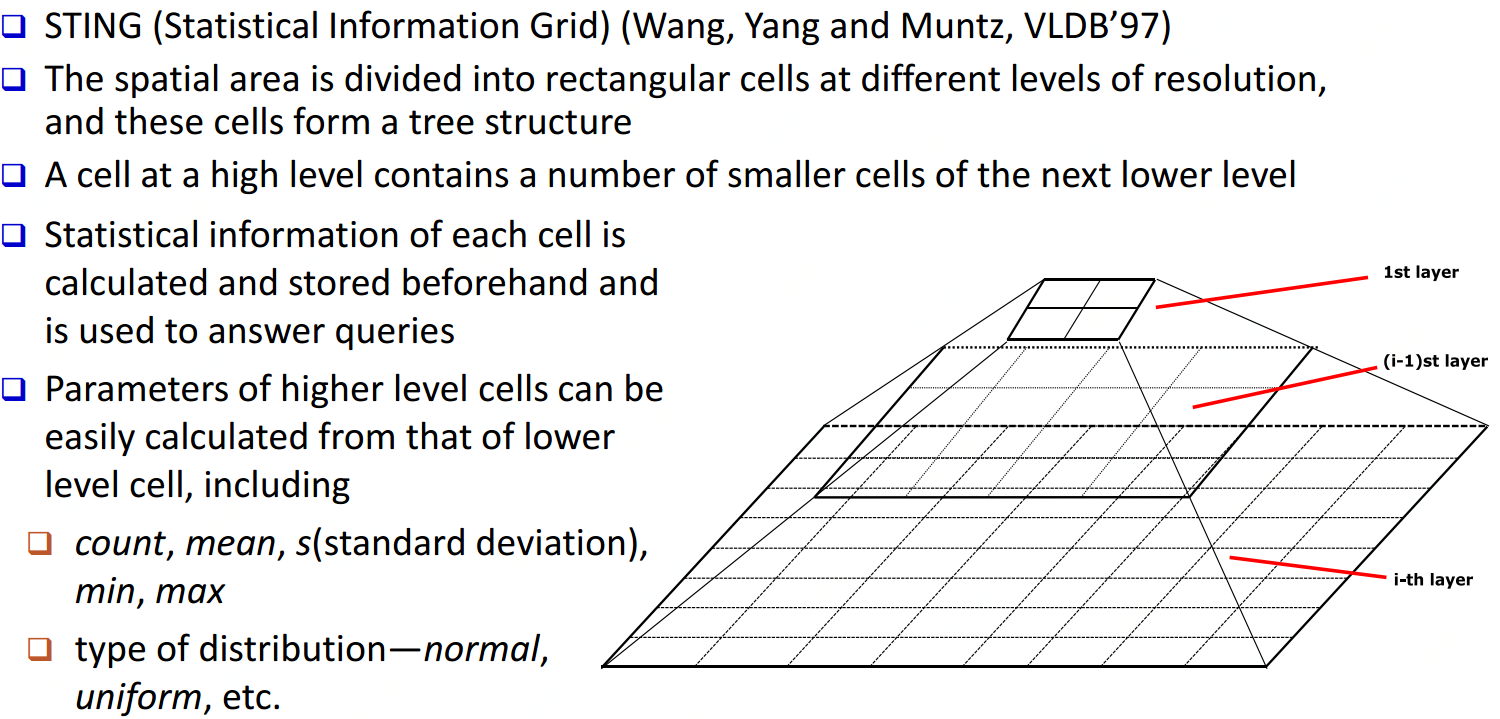 STING (Statistical Information Grid) (Wang, Yang and Muntz, VLDB’97)
The spatial area is divided into rectangular cells at different levels of resolution,
and these cells form a tree structure
A cell at a high level contains a number of smaller cells of the next lower level
Statistical information of each cell is
calculated and stored beforehand and
is used to answer queries
Parameters of higher level cells can be
easily calculated from that of lower
level cell, including
count, mean, s(standard deviation),
min, max
type of distribution—normal,
uniform, etc.
1st layer
(i-1)st layer
i-th layer